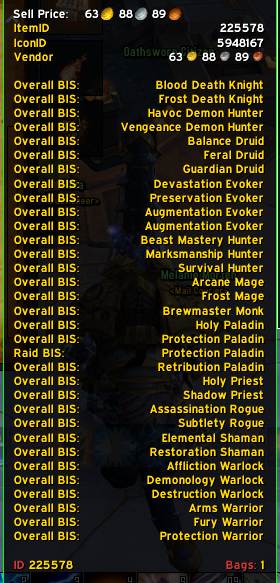 Sell Price: 63 88 89
ItemID 225578
IconID 5948167
Vendor 63 88 89
Overall BIS: Blood Death Knight
Overall BIS: Frost Death Knight
Overall BIS: Havoc Demon Hunter
Overall BIS: Vengeance Demon Hunter
Overall BIS: Balance Druid
Overall BIS: Feral Druid
Overall BIS: Guardian Druid
Overall BIS: Devastation Evoker
Overall BIS: Preservation Evoker
Overall BIS: Augmentation Evoker
Overall BIS: Augmentation Evoker
Overall BIS: Beast Mastery Hunter
Overall BIS: Marksmanship Hunter
Overall BIS: Survival Hunter
Overall BIS: Arcane Mage
Overall BIS: Frost Mage
Overall BIS: Brewmaster Monk
Overall BIS: Holy Paladin
Overall BIS: Protection Paladin
Raid BIS: Protection Paladin
Overall BIS: Retribution Paladin
Overall BIS: Holy Priest
Overall BIS: Shadow Priest
Overall BIS: Assassination Rogue
Overall BIS: Subtlety Rogue
Overall BIS: Elemental Shaman
Overall BIS: Restoration Shaman
Overall BIS: Affliction Warlock
Overall BIS: Demonology Warlock
Overall BIS: Destruction Warlock
Overall BIS: Arms Warrior
Overall BIS: Fury Warrior
Overall BIS: Protection Warrior
ID 225578 Bags: 1